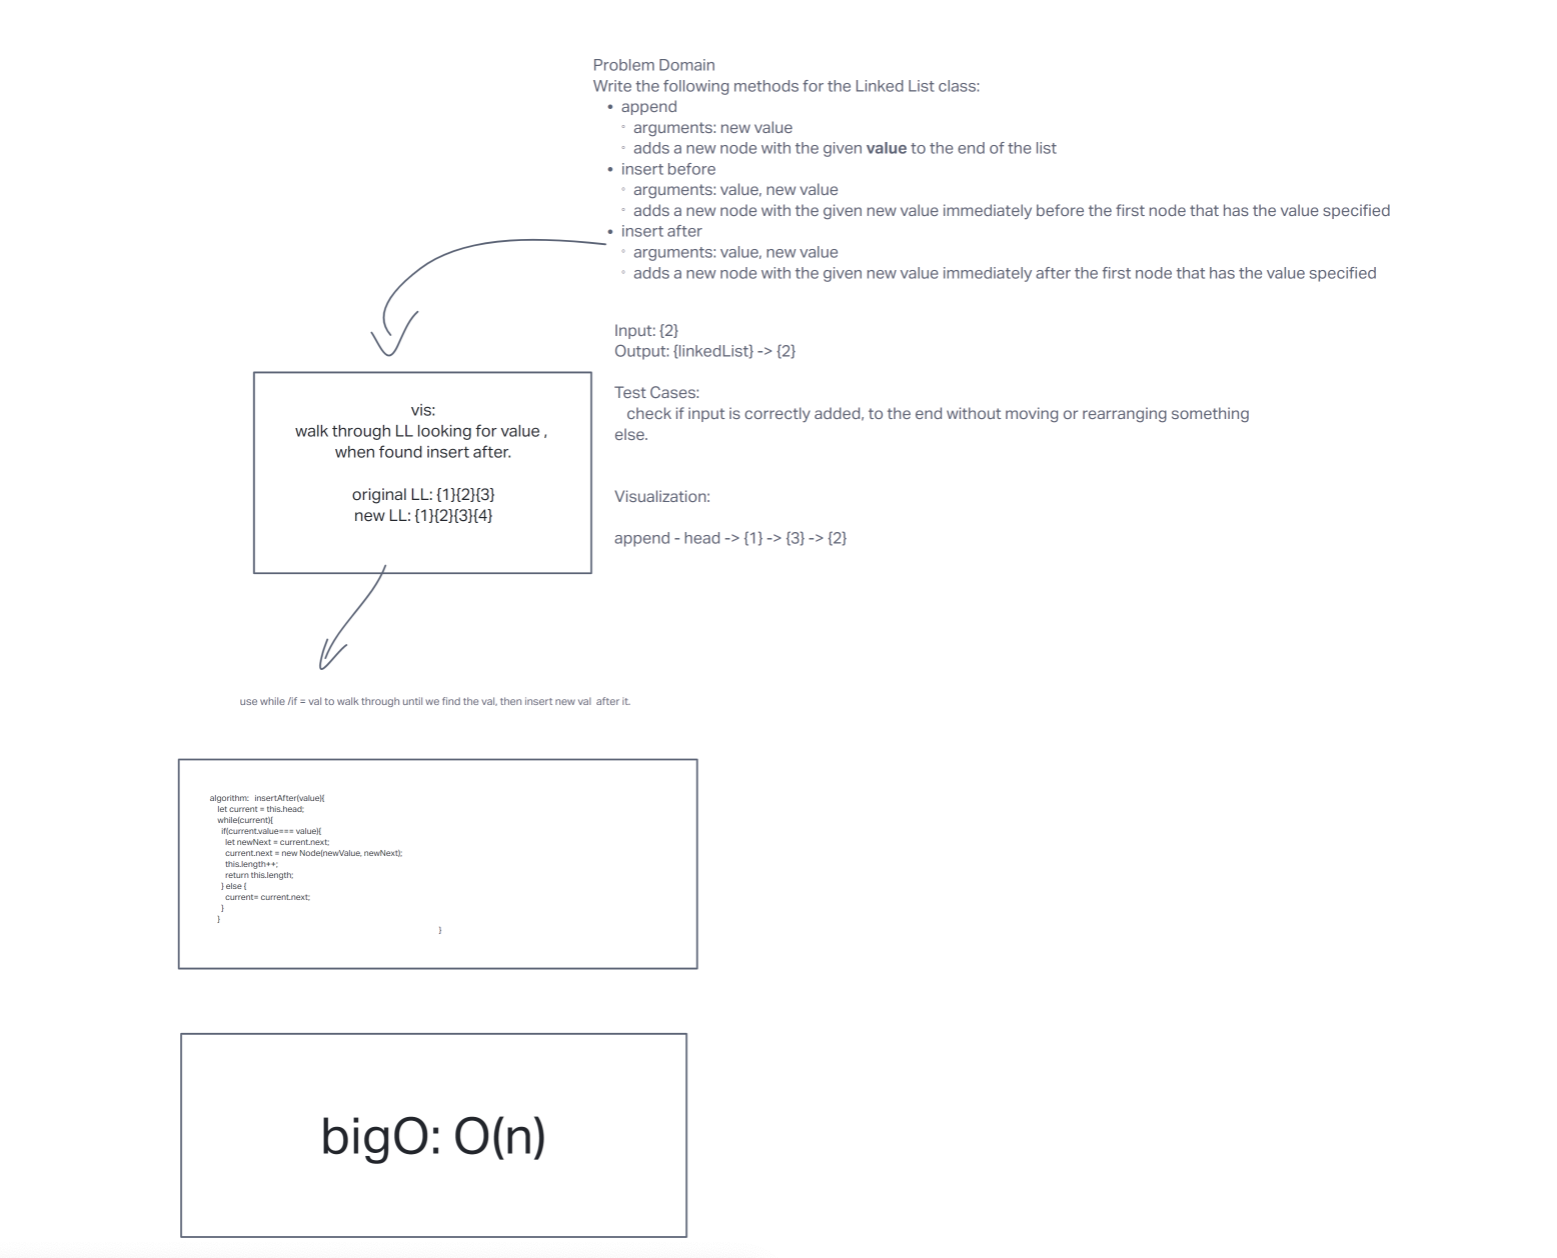 Problem Domain
Write the following methods for the Linked List class:
• append
◦ arguments: new value
◦ adds a new node with the given value to the end of the list
• insert before
◦ arguments: value, new value
◦ adds a new node with the given new value immediately before the first node that has the value specified
• insert after
◦ arguments: value, new value
◦ adds a new node with the given new value immediately after the first node that has the value specified
Input: {2}
Output: {linkedList} -> {2}
Test Cases:
check if input is correctly added, to the end without moving or rearranging something
else.
Visualization:
append - head -> {1} -> {3} -> {2}
vis:
walk through LL looking for value ,
when found insert after.
original LL: {1}{2}{3}
new LL: {1}{2}{3}{4}
use while /if = val to walk through until we find the val, then insert new val  after it.
algorithm:  insertAfter(value){
let current = this.head;
while(current){
if(current.value=== value){
let newNext = current.next;
current.next = new Node(newValue, newNext);
this.length++;
return this.length;
} else {
current= current.next;
}
}
}
bigO: O(n)